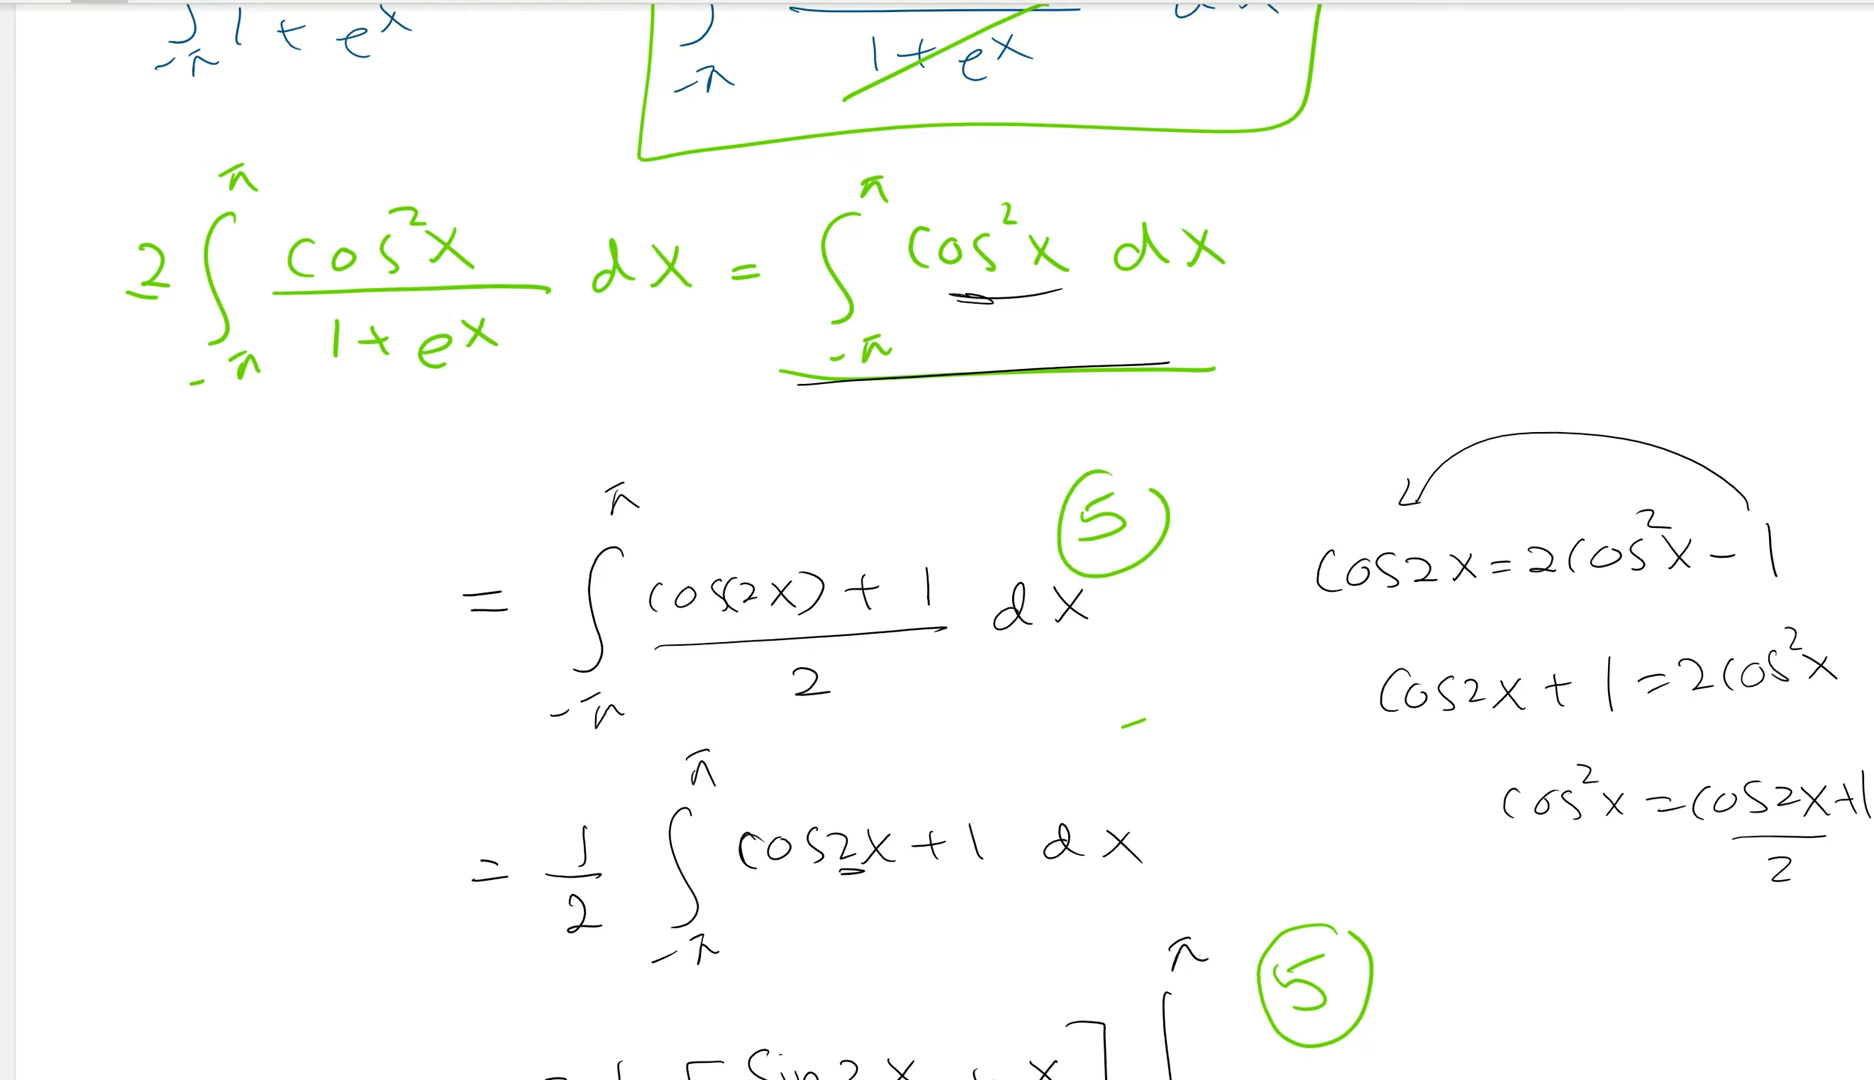 ∫_{-π} 1 + e^x ∫_{-π} 1 + e^x
2 ∫_{-π}^{π} cos²x / (1 + e^x) dx = ∫_{-π}^{π} cos²x dx
= ∫_{-π}^{π} (cos(2x) + 1) / 2 dx ⑤
cos2x = 2cos²x - 1
cos2x + 1 = 2cos²x
cos²x = (cos2x + 1) / 2
= 1/2 ∫_{-π}^{π} cos2x + 1 dx
π ⑤
sin2x + x ]